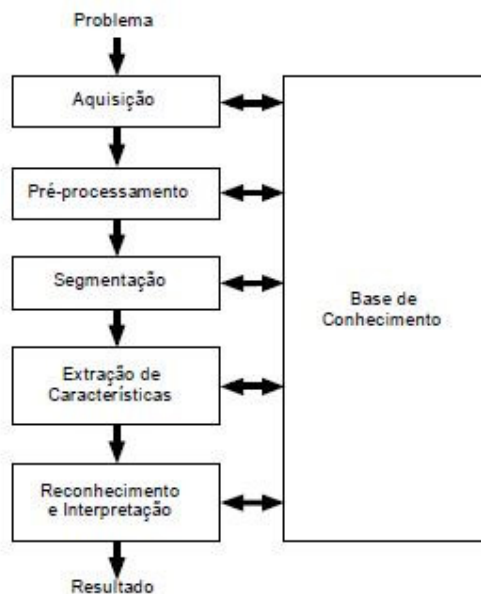 Problema
Aquisição
Pré-processamento
Segmentação
Extração de
Características
Reconhecimento
e Interpretação
Resultado
Base de
Conhecimento